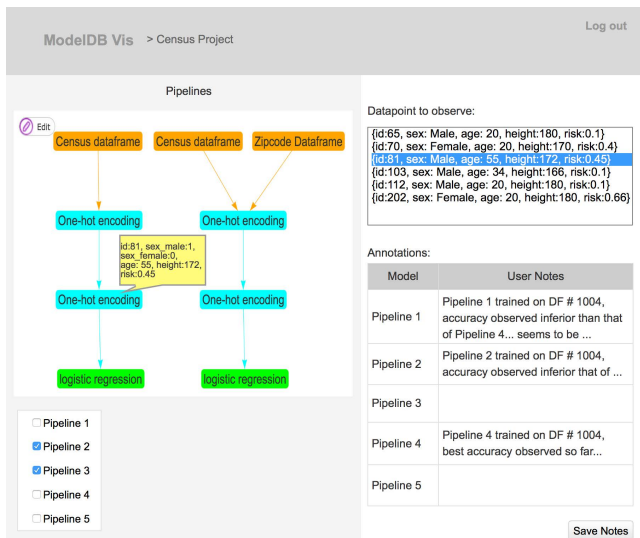 ModelDB Vis > Census Project
Log out
Pipelines
Edit
Census dataframe
Census dataframe
Zipcode Dataframe
One-hot encoding
One-hot encoding
id:81, sex_male:1,
sex_female:0,
age: 55, height:172,
risk:0.45
One-hot encoding
One-hot encoding
logistic regression
logistic regression
Pipeline 1
Pipeline 2
Pipeline 3
Pipeline 4
Pipeline 5
Datapoint to observe:
{id:65, sex: Male, age: 20, height:180, risk:0.1}
{id:70, sex: Female, age: 20, height:170, risk:0.4}
{id:81, sex: Male, age: 55, height:172, risk:0.45}
{id:103, sex: Male, age: 34, height:166, risk:0.1}
{id:112, sex: Male, age: 20, height:180, risk:0.1}
{id:202, sex: Female, age: 20, height:180, risk:0.66}
Annotations:
Model User Notes
Pipeline 1
Pipeline 1 trained on DF # 1004,
accuracy observed inferior than that
of Pipeline 4... seems to be ...
Pipeline 2
Pipeline 2 trained on DF # 1004,
accuracy observed inferior that of ...
Pipeline 3
Pipeline 4
Pipeline 4 trained on DF # 1004,
best accuracy observed so far...
Pipeline 5
Save Notes